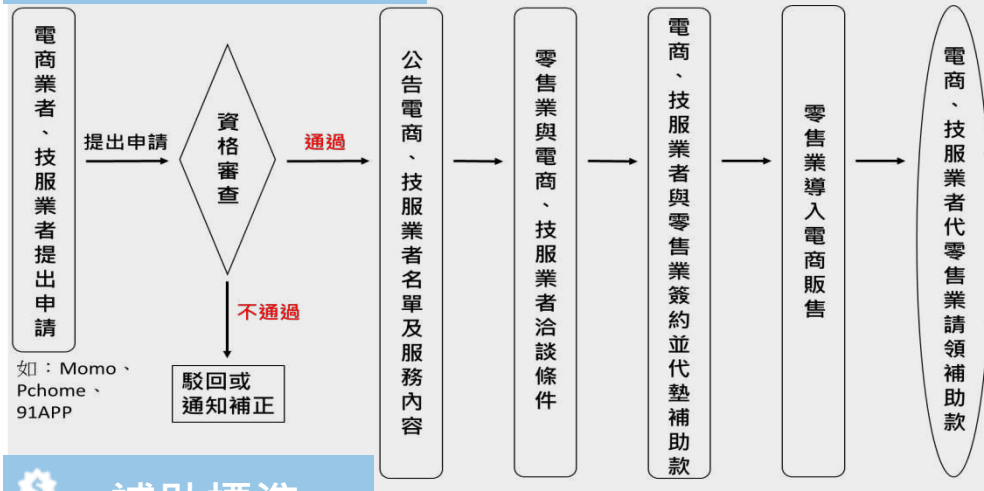 電商業者、技服業者提出申請
如：Momo、
Pchome、
91APP
提出申請
資格審查
通過
不通過
駁回或
通知補正
公告電商、技服業者名單及服務內容
零售業與電商、技服業者洽談條件
電商、技服業者與零售業簽約並代墊補助款
零售業導入電商販售
電商、技服業者代零售業請領補助款
補助標準